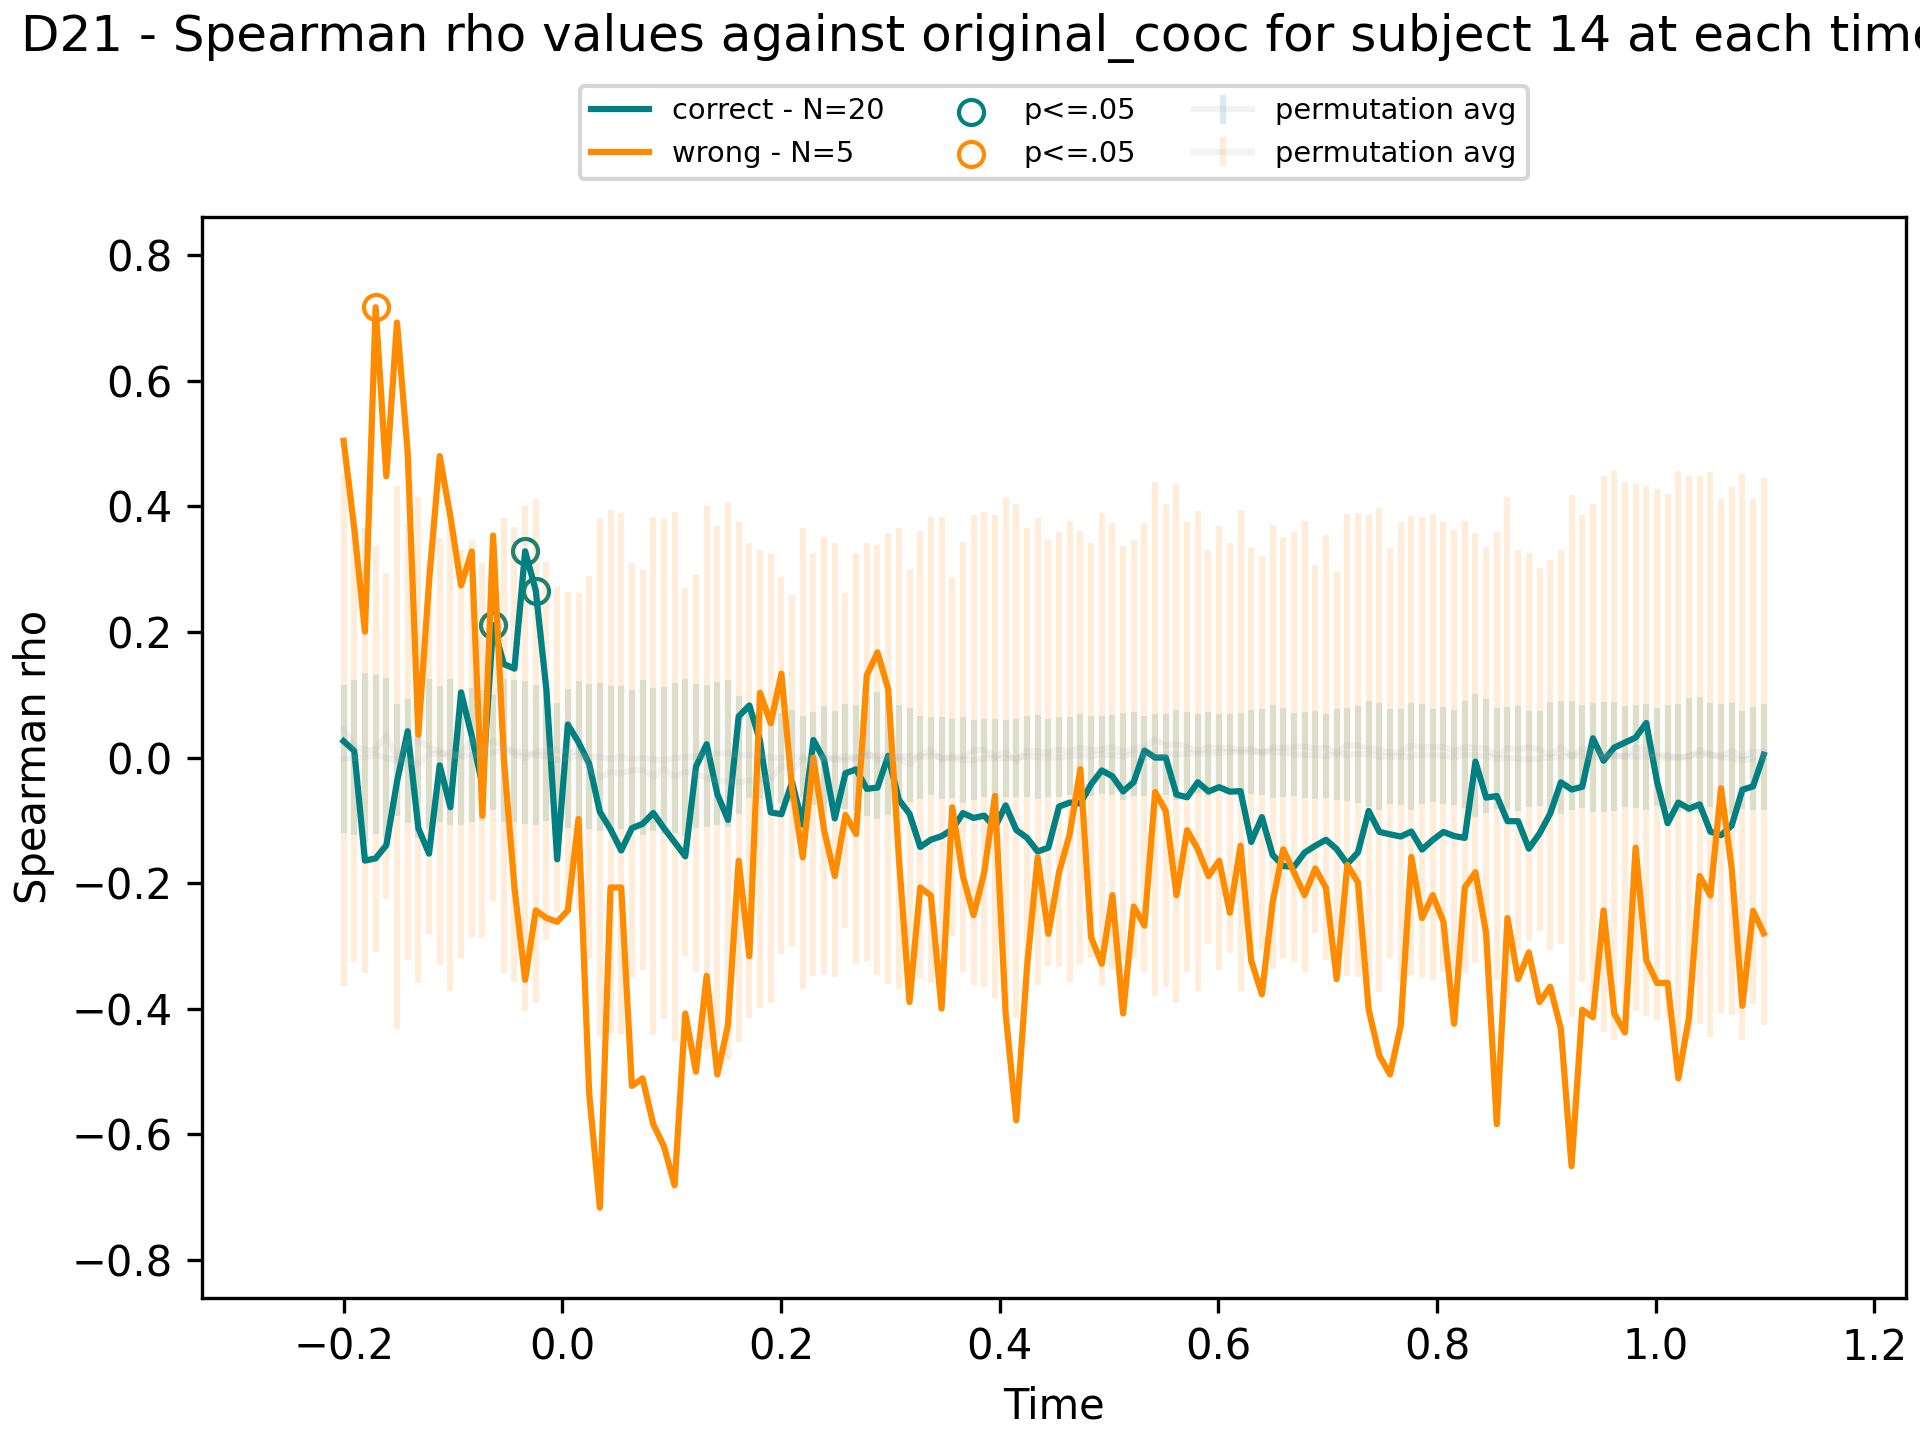 D21 - Spearman rho values against original_cooc for subject 14 at each time
correct - N=20
wrong - N=5
p<=.05
p<=.05
permutation avg
permutation avg
Spearman rho
0.8
0.6
0.4
0.2
0.0
−0.2
−0.4
−0.6
−0.8
−0.2 0.0 0.2 0.4 0.6 0.8 1.0 1.2
Time